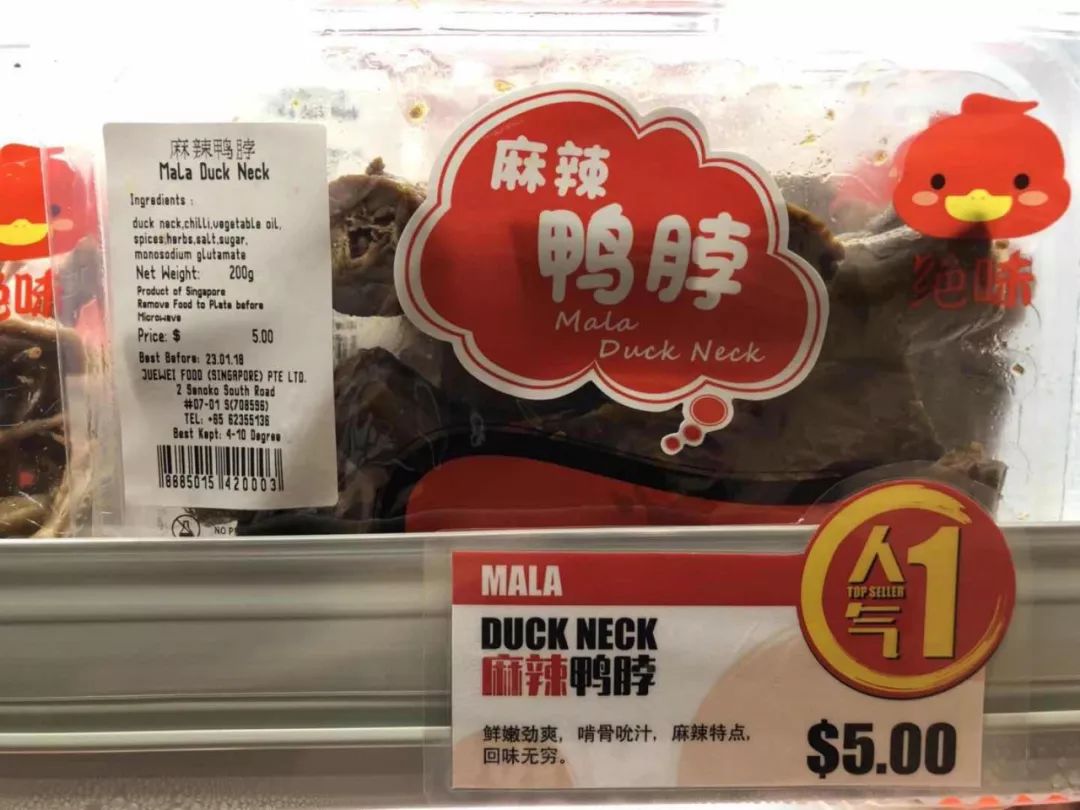 麻辣鸭脖
MaLa Duck Neck
Ingredients :
duck neck,chilli,vegetable oil,
spices,herbs,salt,sugar,
monosodium glutamate
Net Weight: 200g
Product of Singapore
Remove Food to Plate before
Microwave
Price: $ 5.00
Best Before: 23.01.18
JUEWEI FOOD (SINGAPORE) PTE LTD.
2 Senoko South Road
#07-01 S(708596)
TEL: +65 62355136
Best Kept: 4-10 Degree
8885015 420003
麻辣
鸭脖
Mala
Duck Neck
绝味
味
MALA
DUCK NECK
麻辣鸭脖
鲜嫩劲爽，啃骨吮汁，麻辣特点，
回味无穷。
人气
TOP SELLER
1
$5.00